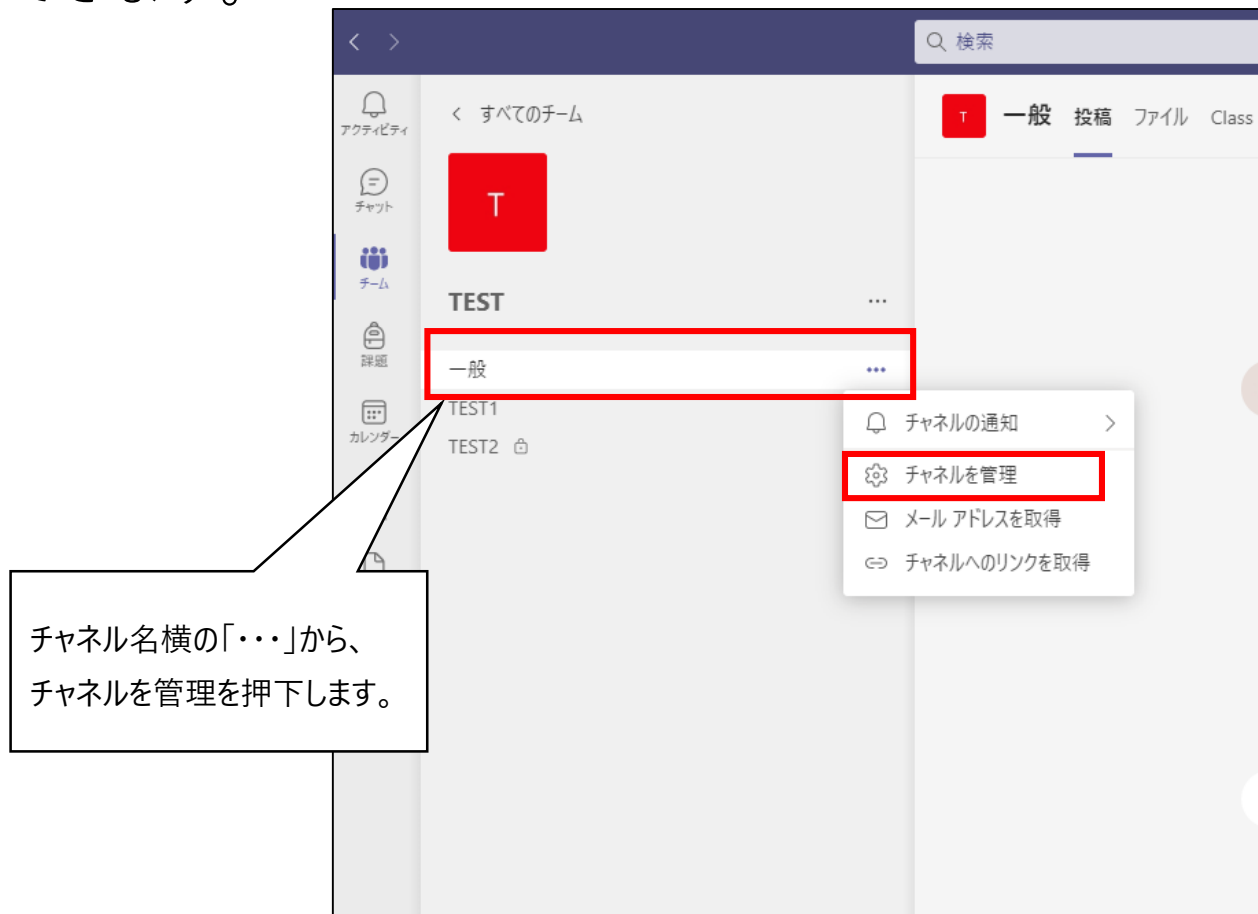 できます。
検索
アクティビティ
チャット
チーム
課題
カレンダー
< すべてのチーム
T
TEST
一般
TEST1
TEST2
T 一般 投稿 ファイル Class
チャネルの通知
チャネルを管理
メール アドレスを取得
チャネルへのリンクを取得
チャネル名横の「・・・」から、
チャネルを管理を押下します。